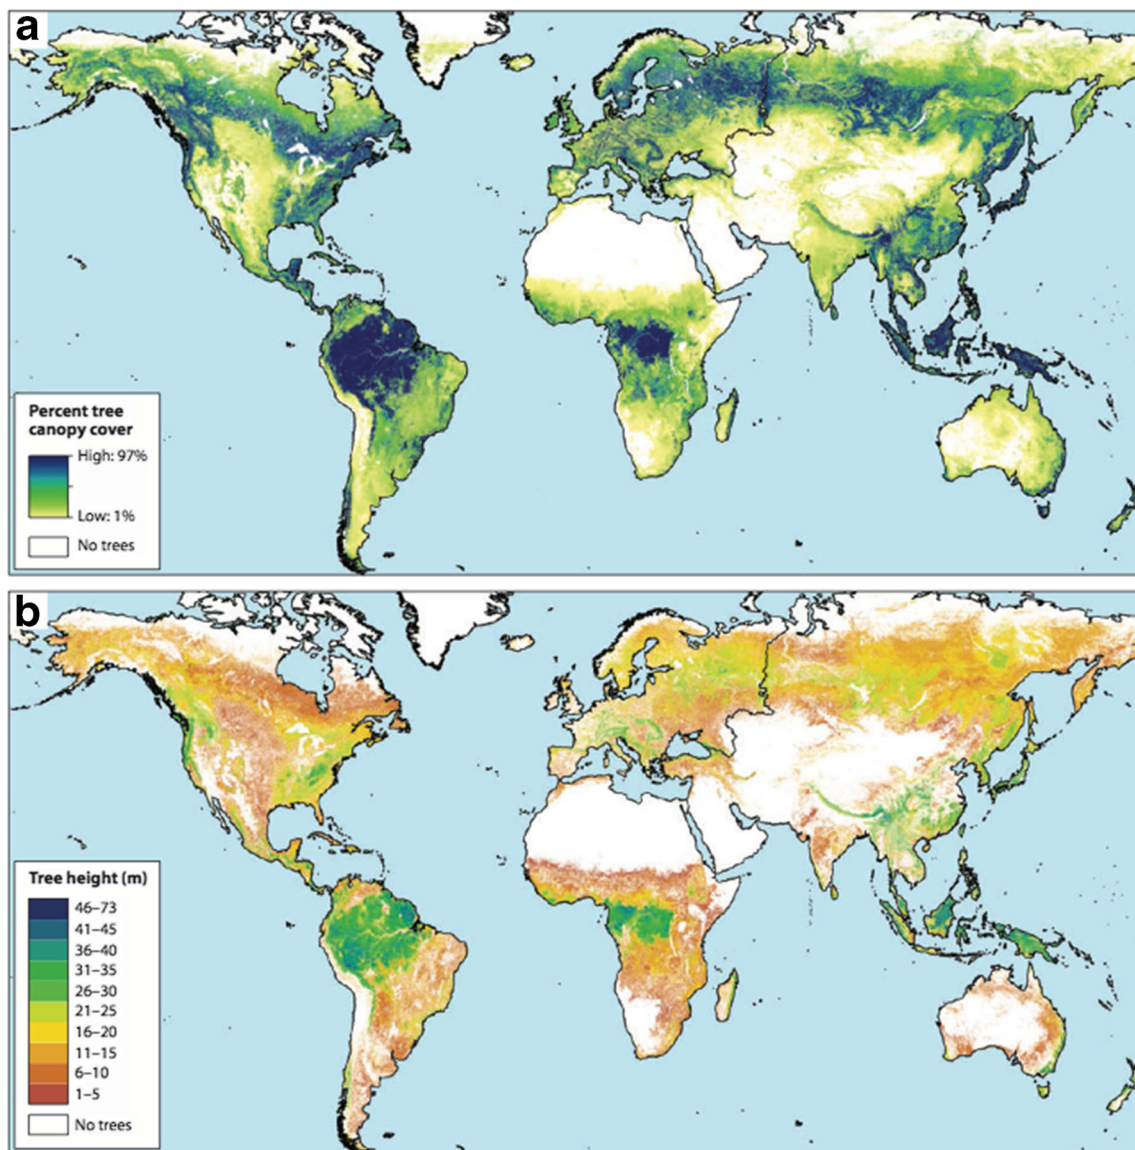 a
Percent tree
canopy cover
High: 97%
Low: 1%
No trees
b
Tree height (m)
46–73
41–45
36–40
31–35
26–30
21–25
16–20
11–15
6–10
1–5
No trees